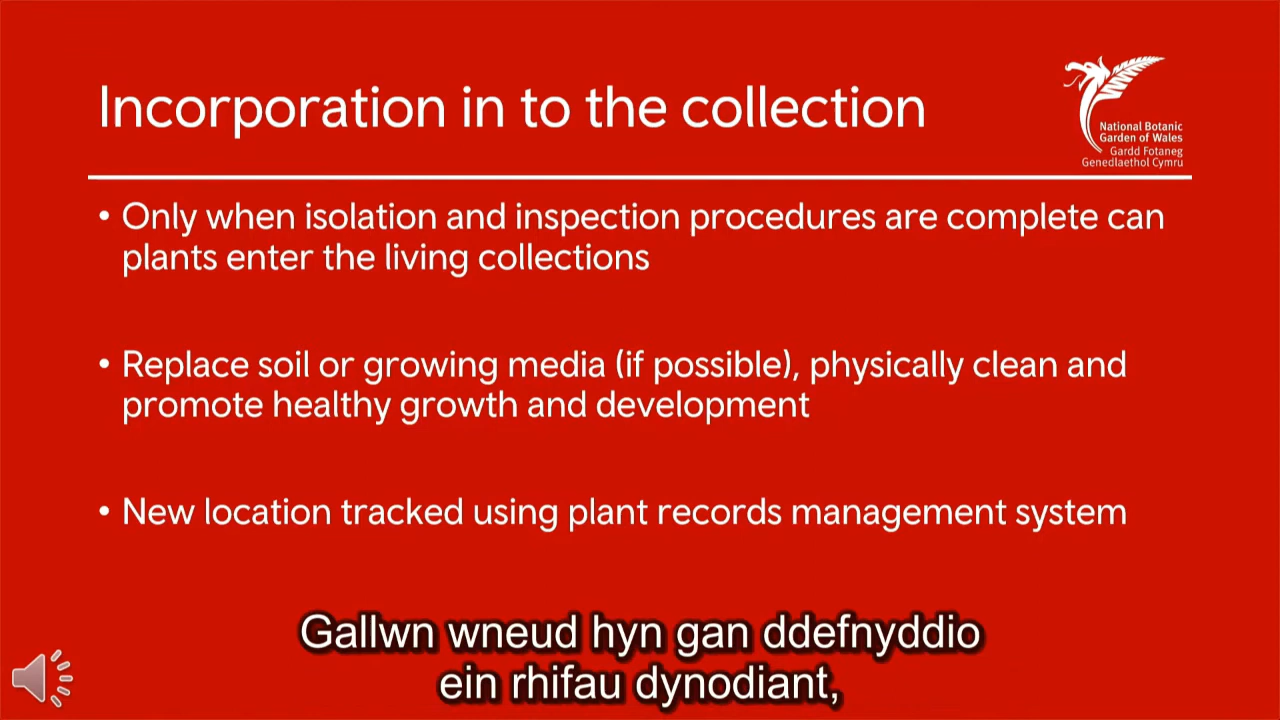 Incorporation in to the collection
National Botanic
Garden of Wales
Gardd Fotaneg
Genedlaethol Cymru
• Only when isolation and inspection procedures are complete can
plants enter the living collections
• Replace soil or growing media (if possible), physically clean and
promote healthy growth and development
• New location tracked using plant records management system
Gallwn wneud hyn gan ddefnyddio
ein rhifau dynodiant,